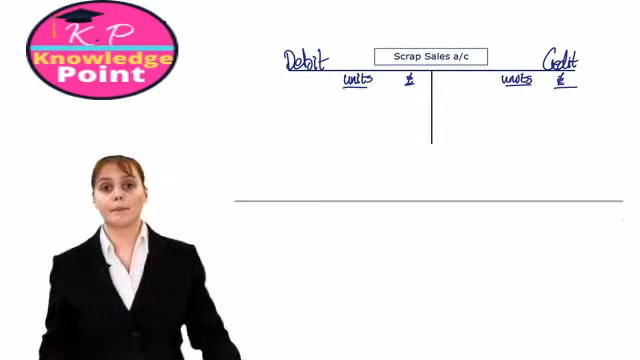 K.P
Knowledge
Point
Debit Scrap Sales a/c Credit
units £ units £